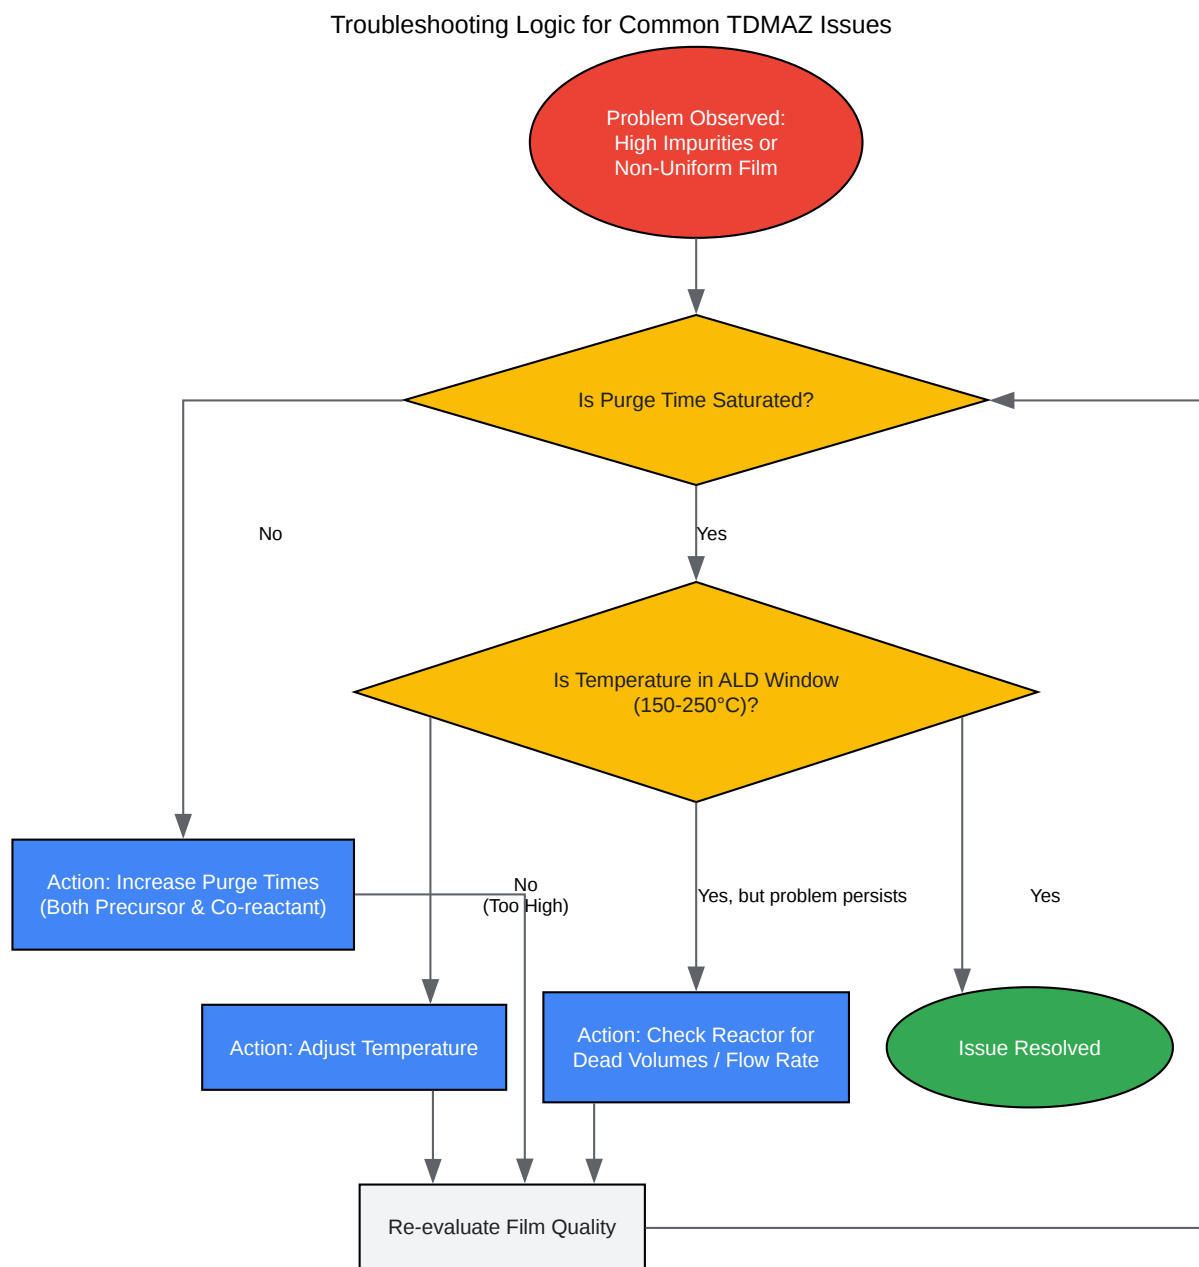 Troubleshooting Logic for Common TDMAZ Issues
Problem Observed:
High Impurities or
Non-Uniform Film
Is Purge Time Saturated?
No
Yes
Is Temperature in ALD Window
(150-250°C)?
Action: Increase Purge Times
(Both Precursor & Co-reactant)
No
(Too High)
Yes, but problem persists
Yes
Action: Adjust Temperature
Action: Check Reactor for
Dead Volumes / Flow Rate
Issue Resolved
Re-evaluate Film Quality